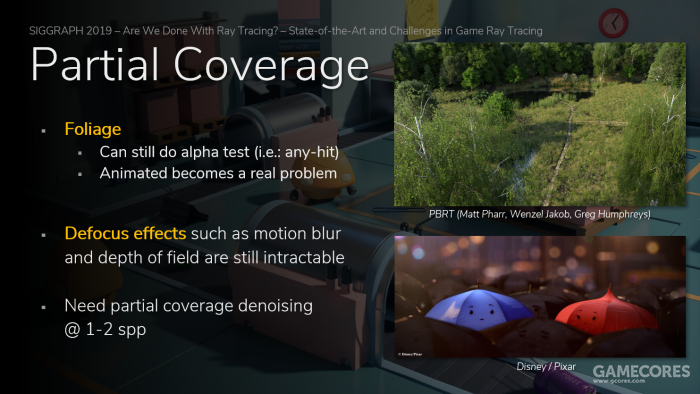 SIGGRAPH 2019 – Are We Done With Ray Tracing? – State-of-the-Art and Challenges in Game Ray Tracing
Partial Coverage
▪ Foliage
▪ Can still do alpha test (i.e.: any-hit)
▪ Animated becomes a real problem
▪ Defocus effects such as motion blur
and depth of field are still intractable
▪ Need partial coverage denoising
@ 1-2 spp
PBRT (Matt Pharr, Wenzel Jakob, Greg Humphreys)
© Disney/Pixar
Disney / Pixar
GAMECORES
www.gcores.com